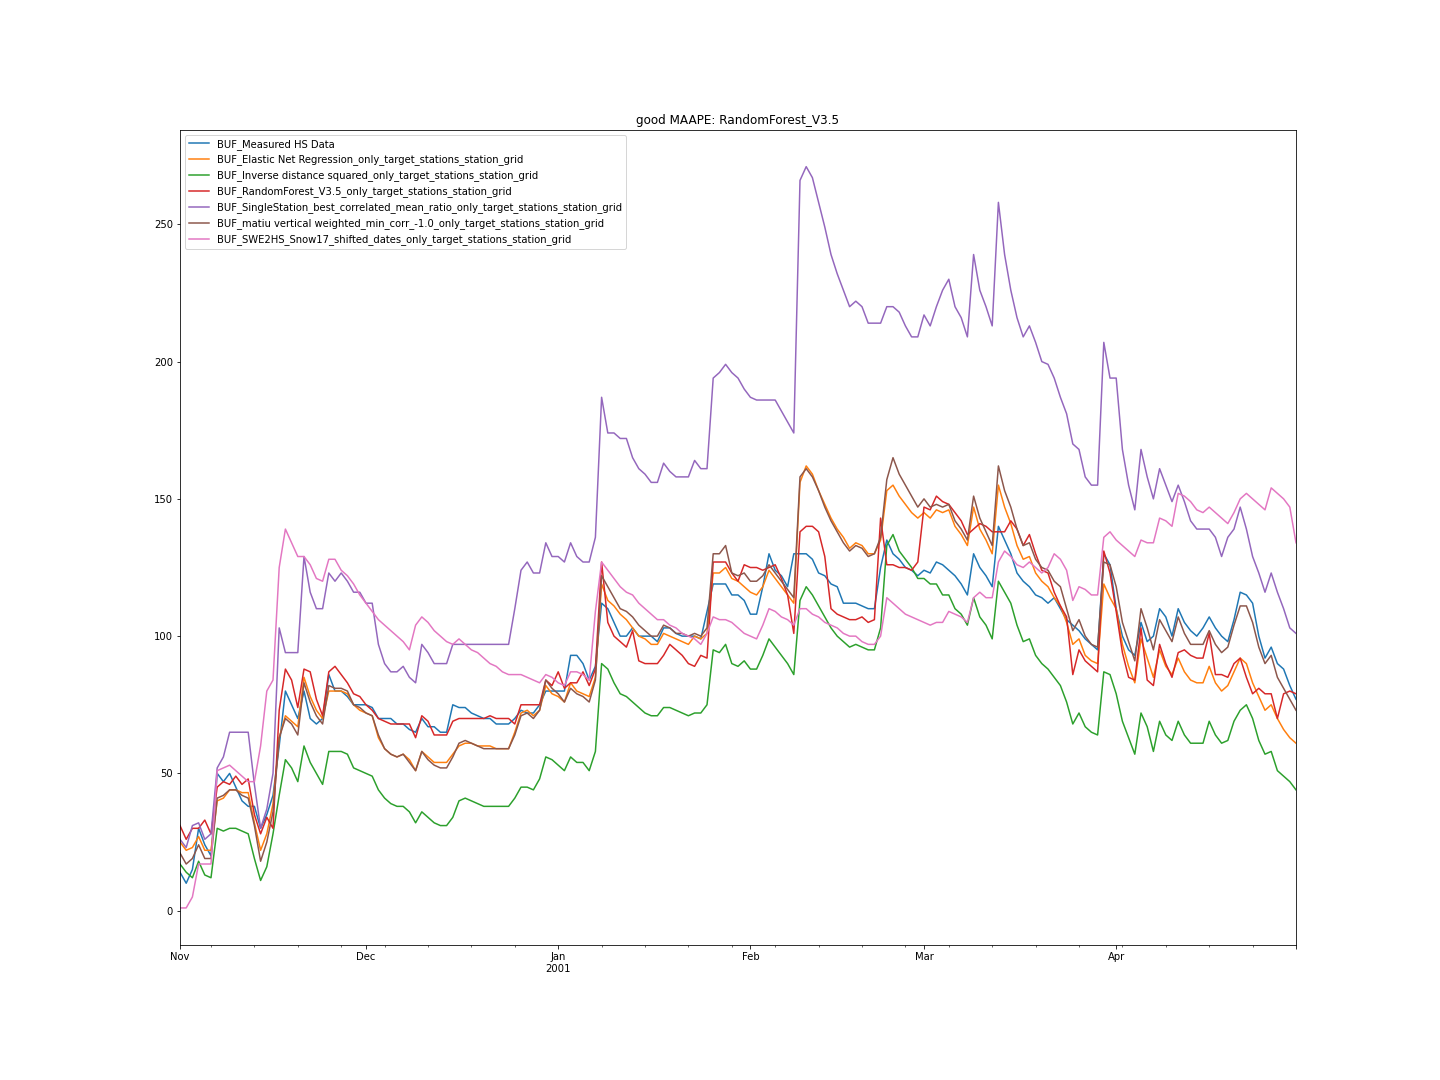 good MAAPE: RandomForest_V3.5
BUF_Measured HS Data
BUF_Elastic Net Regression_only_target_stations_station_grid
BUF_Inverse distance squared_only_target_stations_station_grid
BUF_RandomForest_V3.5_only_target_stations_station_grid
BUF_SingleStation_best_correlated_mean_ratio_only_target_stations_station_grid
BUF_matiu vertical weighted_min_corr_-1.0_only_target_stations_station_grid
BUF_SWE2HS_Snow17_shifted_dates_only_target_stations_station_grid
250
200
150
100
50
0
Nov Dec Jan Feb Mar Apr
2001